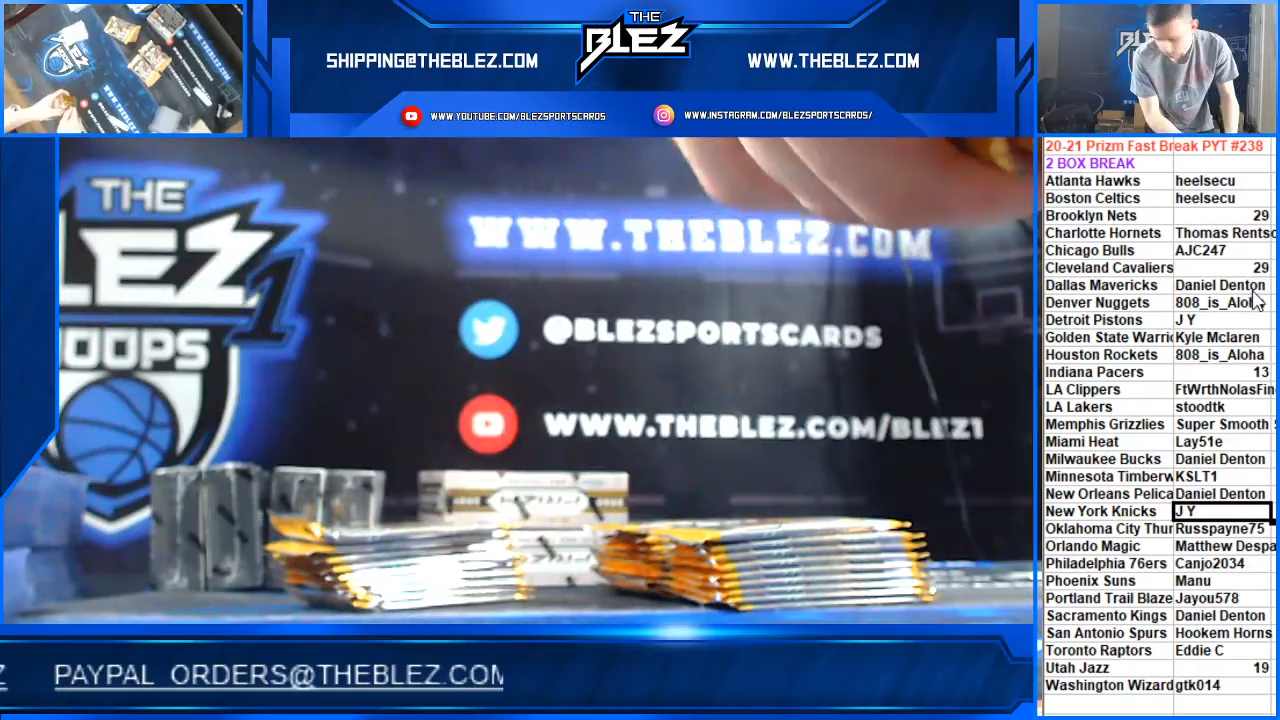 THE
BLEZ
SHIPPING@THEBLEZ.COM
WWW.THEBLEZ.COM
WWW.YOUTUBE.COM/BLEZSPORTSCARDS
WWW.INSTAGRAM.COM/BLEZSPORTSCARDS/
THE
BLEZ
1
OOPS
WWW.THEBLEZ.COM
@BLEZSPORTSCARDS
WWW.THEBLEZ.COM/BLEZ1
PRIZM
20-21 Prizm Fast Break PYT #238
2 BOX BREAK
Atlanta Hawks heelsecu
Boston Celtics heelsecu
Brooklyn Nets 29
Charlotte Hornets Thomas Rentsc
Chicago Bulls AJC247
Cleveland Cavaliers 29
Dallas Mavericks Daniel Denton
Denver Nuggets 808_is_Aloha
Detroit Pistons J Y
Golden State Warric Kyle Mclaren
Houston Rockets 808_is_Aloha
Indiana Pacers 13
LA Clippers FtWrthNolasFin
LA Lakers stoodtk
Memphis Grizzlies Super Smooth S
Miami Heat Lay51e
Milwaukee Bucks Daniel Denton
Minnesota Timberw KSLT1
New Orleans Pelica Daniel Denton
New York Knicks J Y
Oklahoma City Thur Russpayne75
Orlando Magic Matthew Despa
Philadelphia 76ers Canjo2034
Phoenix Suns Manu
Portland Trail Blaze Jayou578
Sacramento Kings Daniel Denton
San Antonio Spurs Hookem Horns
Toronto Raptors Eddie C
Utah Jazz 19
Washington Wizard gtk014
Z PAYPAL ORDERS@THEBLEZ.COM